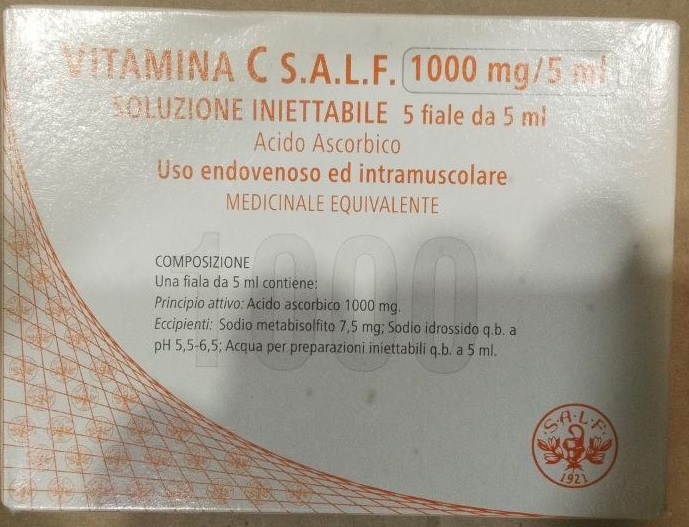 VITAMINA C S.A.L.F. 1000 mg/5 ml
SOLUZIONE INIETTABILE 5 fiale da 5 ml
Acido Ascorbico
Uso endovenoso ed intramuscolare
MEDICINALE EQUIVALENTE
1000
COMPOSIZIONE
Una fiala da 5 ml contiene:
Principio attivo: Acido ascorbico 1000 mg.
Eccipienti: Sodio metabisolfito 7,5 mg; Sodio idrossido q.b. a
pH 5,5-6,5; Acqua per preparazioni iniettabili q.b. a 5 ml.
S.A.L.F.
1921